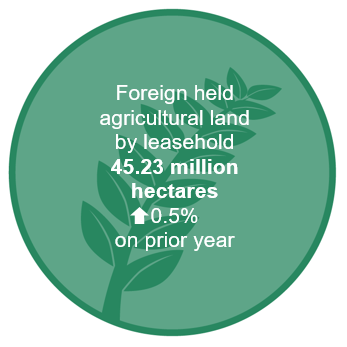 Foreign held
agricultural land
by leasehold
45.23 million
hectares
⬆0.5%
on prior year